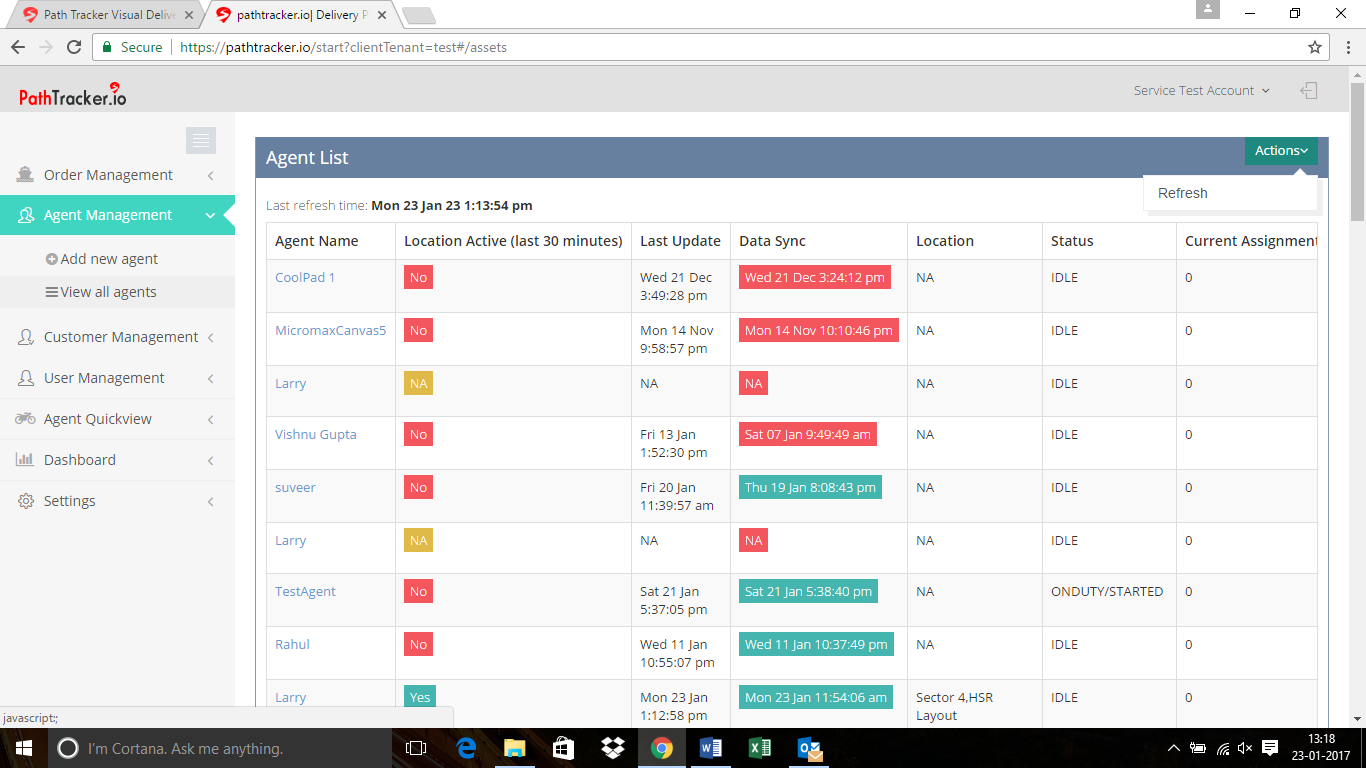 Path Tracker Visual Delive
pathtracker.io| Delivery P
Secure https://pathtracker.io/start?clientTenant=test#/assets
PathTracker.io
Service Test Account
Order Management
Agent Management
Add new agent
View all agents
Customer Management
User Management
Agent Quickview
Dashboard
Settings
Agent List
Actions
Refresh
Last refresh time: Mon 23 Jan 23 1:13:54 pm
Agent Name Location Active (last 30 minutes) Last Update Data Sync Location Status Current Assignment
CoolPad 1 No Wed 21 Dec Wed 21 Dec 3:24:12 pm NA IDLE 0
3:49:28 pm
MicromaxCanvas5 No Mon 14 Nov Mon 14 Nov 10:10:46 pm NA IDLE 0
9:58:57 pm
Larry NA NA NA NA IDLE 0
Vishnu Gupta No Fri 13 Jan Sat 07 Jan 9:49:49 am NA IDLE 0
1:52:30 pm
suveer No Fri 20 Jan Thu 19 Jan 8:08:43 pm NA IDLE 0
11:39:57 am
Larry NA NA NA NA IDLE 0
TestAgent No Sat 21 Jan Sat 21 Jan 5:38:40 pm NA ONDUTY/STARTED 0
5:37:05 pm
Rahul No Wed 11 Jan Wed 11 Jan 10:37:49 pm NA IDLE 0
10:55:07 pm
Larry Yes Mon 23 Jan Mon 23 Jan 11:54:06 am Sector 4,HSR IDLE 0
1:12:58 pm Layout
javascript:;
I'm Cortana. Ask me anything.
13:18
23-01-2017